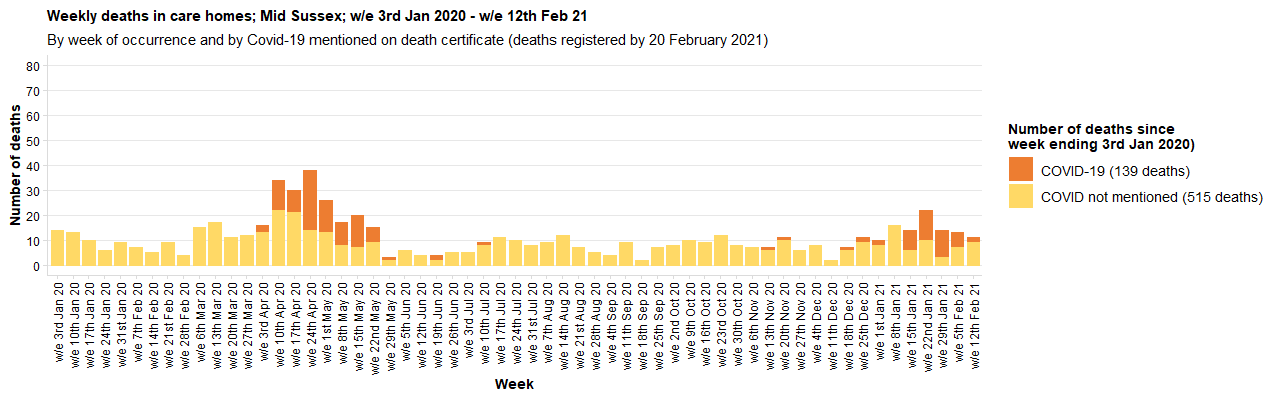 Weekly deaths in care homes; Mid Sussex; w/e 3rd Jan 2020 - w/e 12th Feb 21
By week of occurrence and by Covid-19 mentioned on death certificate (deaths registered by 20 February 2021)
Number of deaths
80
70
60
50
40
30
20
10
0
w/e 3rd Jan 20
w/e 10th Jan 20
w/e 17th Jan 20
w/e 24th Jan 20
w/e 31st Jan 20
w/e 7th Feb 20
w/e 14th Feb 20
w/e 21st Feb 20
w/e 28th Feb 20
w/e 6th Mar 20
w/e 13th Mar 20
w/e 20th Mar 20
w/e 27th Mar 20
w/e 3rd Apr 20
w/e 10th Apr 20
w/e 17th Apr 20
w/e 24th Apr 20
w/e 1st May 20
w/e 8th May 20
w/e 15th May 20
w/e 22nd May 20
w/e 29th May 20
w/e 5th Jun 20
w/e 12th Jun 20
w/e 19th Jun 20
w/e 26th Jun 20
w/e 3rd Jul 20
w/e 10th Jul 20
w/e 17th Jul 20
w/e 24th Jul 20
w/e 31st Jul 20
w/e 7th Aug 20
w/e 14th Aug 20
w/e 21st Aug 20
w/e 28th Aug 20
w/e 4th Sep 20
w/e 11th Sep 20
w/e 18th Sep 20
w/e 25th Sep 20
w/e 2nd Oct 20
w/e 9th Oct 20
w/e 16th Oct 20
w/e 23rd Oct 20
w/e 30th Oct 20
w/e 6th Nov 20
w/e 13th Nov 20
w/e 20th Nov 20
w/e 27th Nov 20
w/e 4th Dec 20
w/e 11th Dec 20
w/e 18th Dec 20
w/e 25th Dec 20
w/e 1st Jan 21
w/e 8th Jan 21
w/e 15th Jan 21
w/e 22nd Jan 21
w/e 29th Jan 21
w/e 5th Feb 21
w/e 12th Feb 21
Week
Number of deaths since
week ending 3rd Jan 2020)
COVID-19 (139 deaths)
COVID not mentioned (515 deaths)